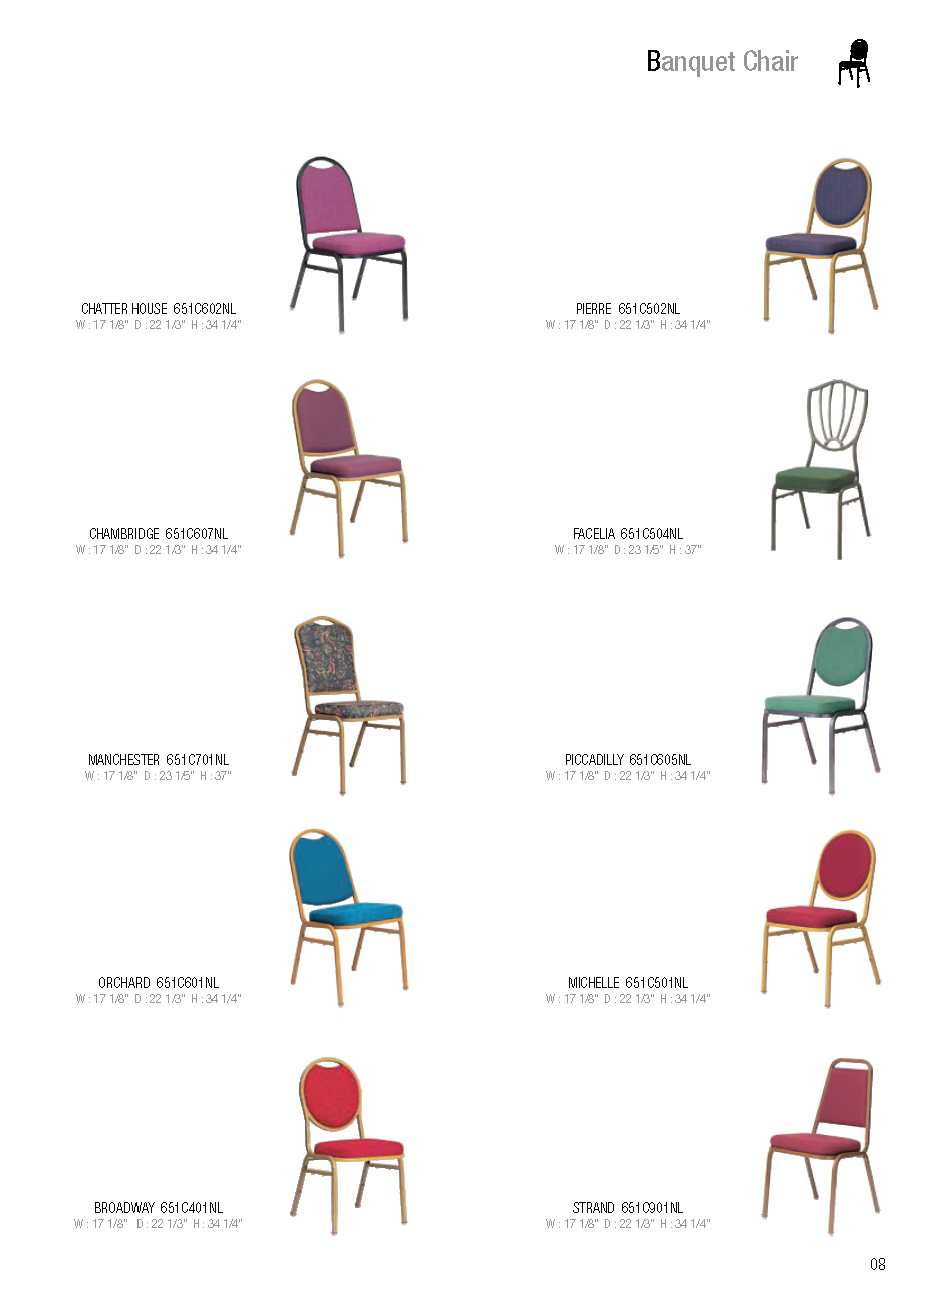 Banquet Chair
CHATTER HOUSE 651C602NL
W : 17 1/8" D : 22 1/3" H : 34 1/4"
PIERRE 651C502NL
W : 17 1/8" D : 22 1/3" H : 34 1/4"
CHAMBRIDGE 651C607NL
W : 17 1/8" D : 22 1/3" H : 34 1/4"
FACELIA 651C504NL
W : 17 1/8" D : 23 1/5" H : 37"
MANCHESTER 651C701NL
W : 17 1/8" D : 23 1/5" H : 37"
PICCADILLY 651C605NL
W : 17 1/8" D : 22 1/3" H : 34 1/4"
ORCHARD 651C601NL
W : 17 1/8" D : 22 1/3" H : 34 1/4"
MICHELLE 651C501NL
W : 17 1/8" D : 22 1/3" H : 34 1/4"
BROADWAY 651C401NL
W : 17 1/8" D : 22 1/3" H : 34 1/4"
STRAND 651C901NL
W : 17 1/8" D : 22 1/3" H : 34 1/4"
08